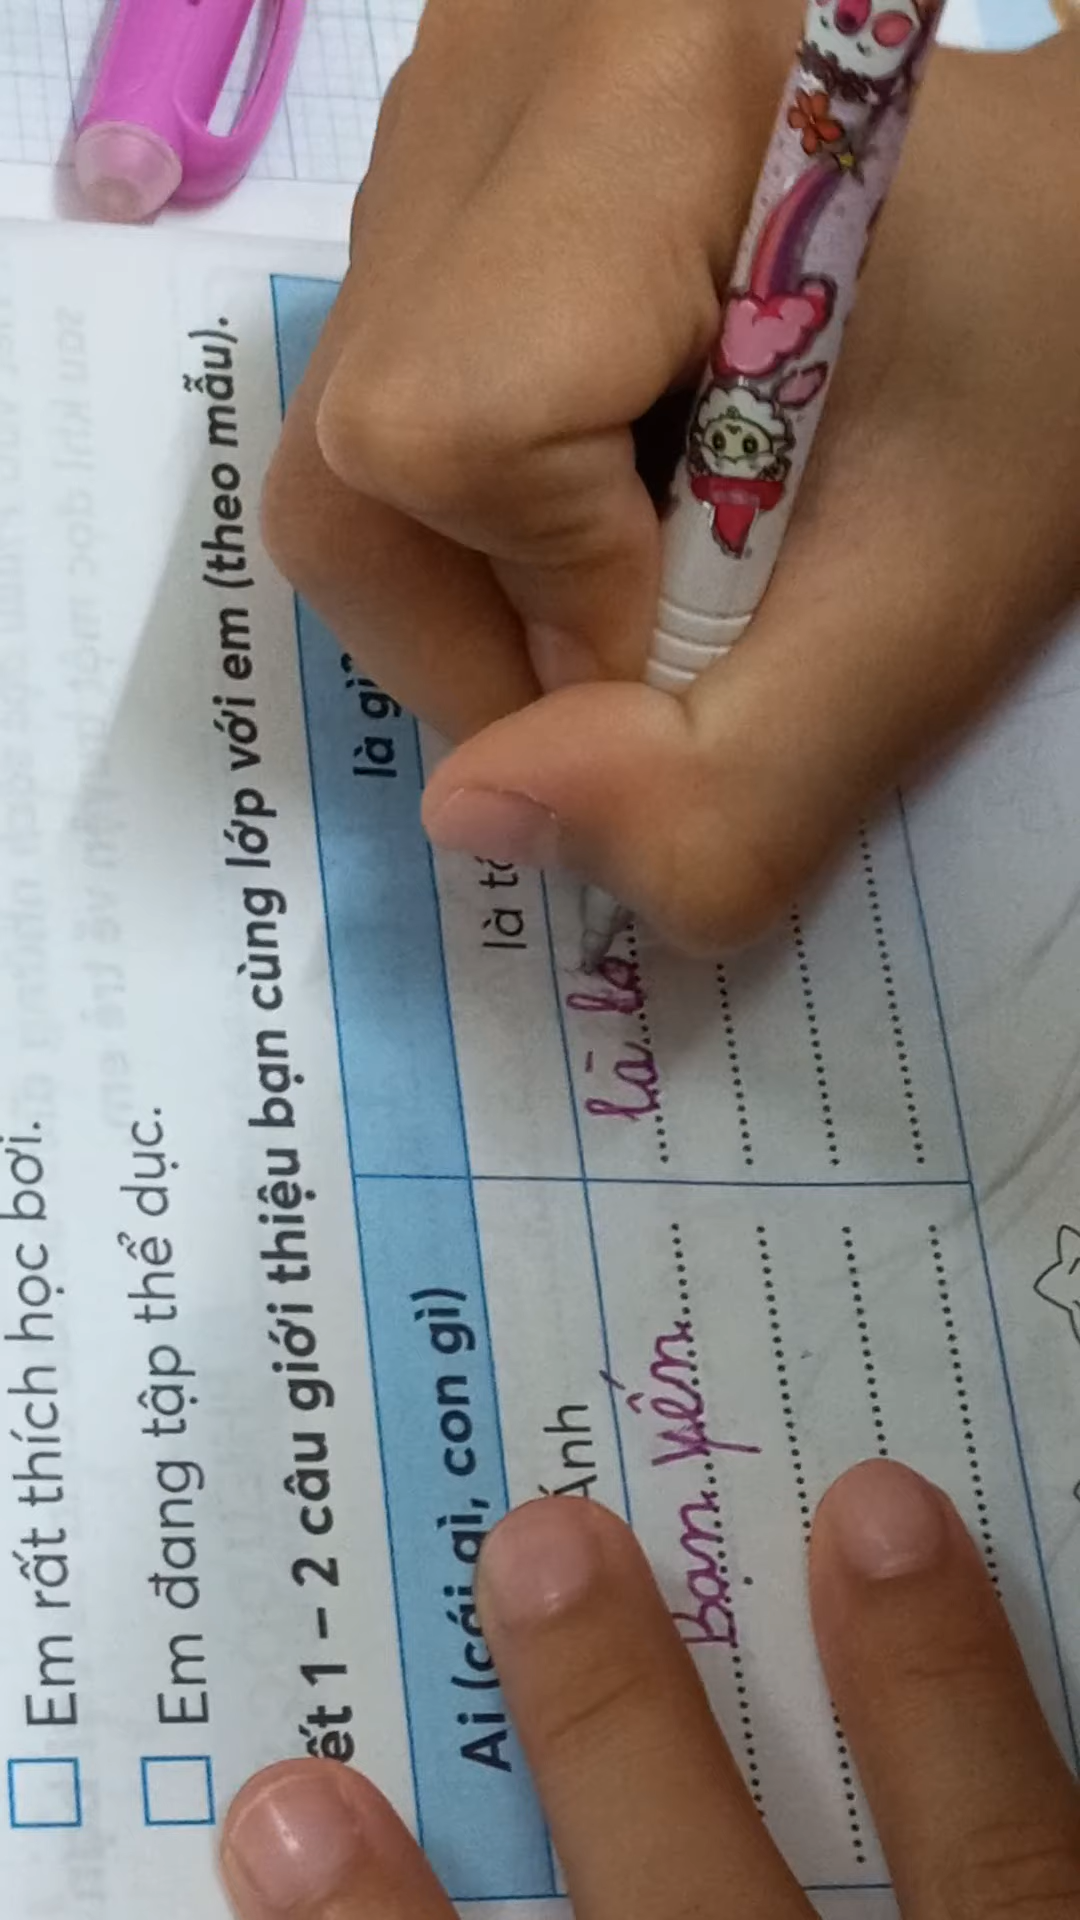 Em rất thích học bơi.
Em đang tập thể dục.
ết 1 – 2 câu giới thiệu bạn cùng lớp với em (theo mẫu).
Ai (cái gì, con gì) là gì
Ánh là tổ
Bạn Yến là lớ